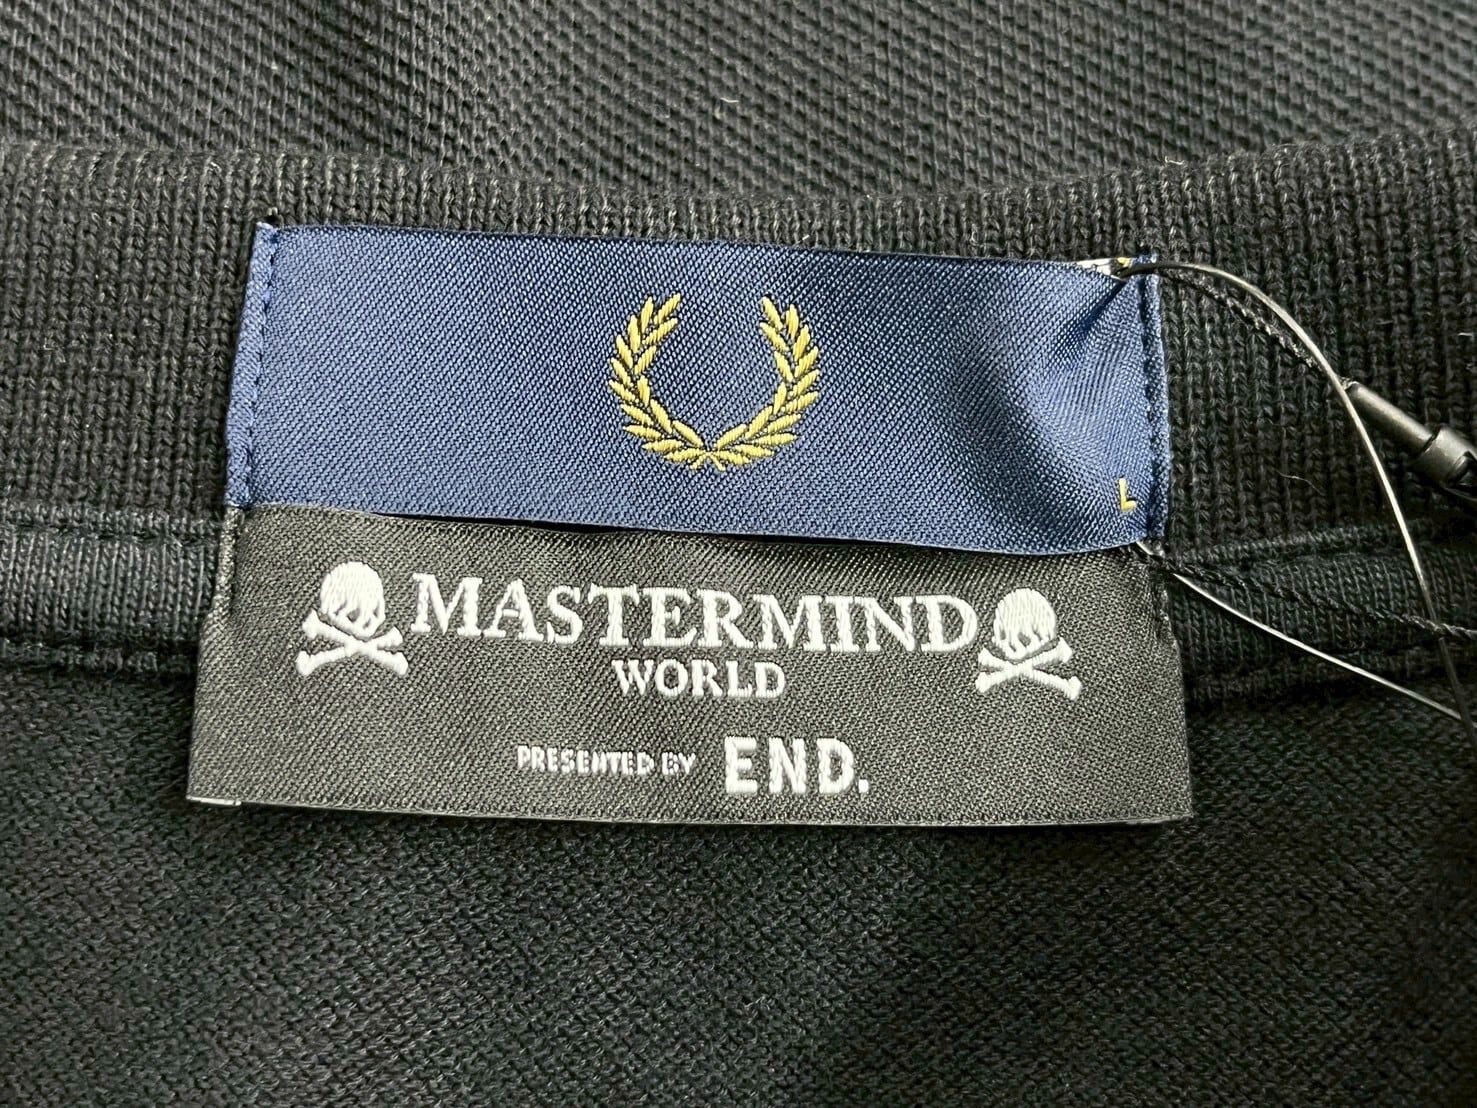 L
MASTERMIND
WORLD
PRESENTED BY END.